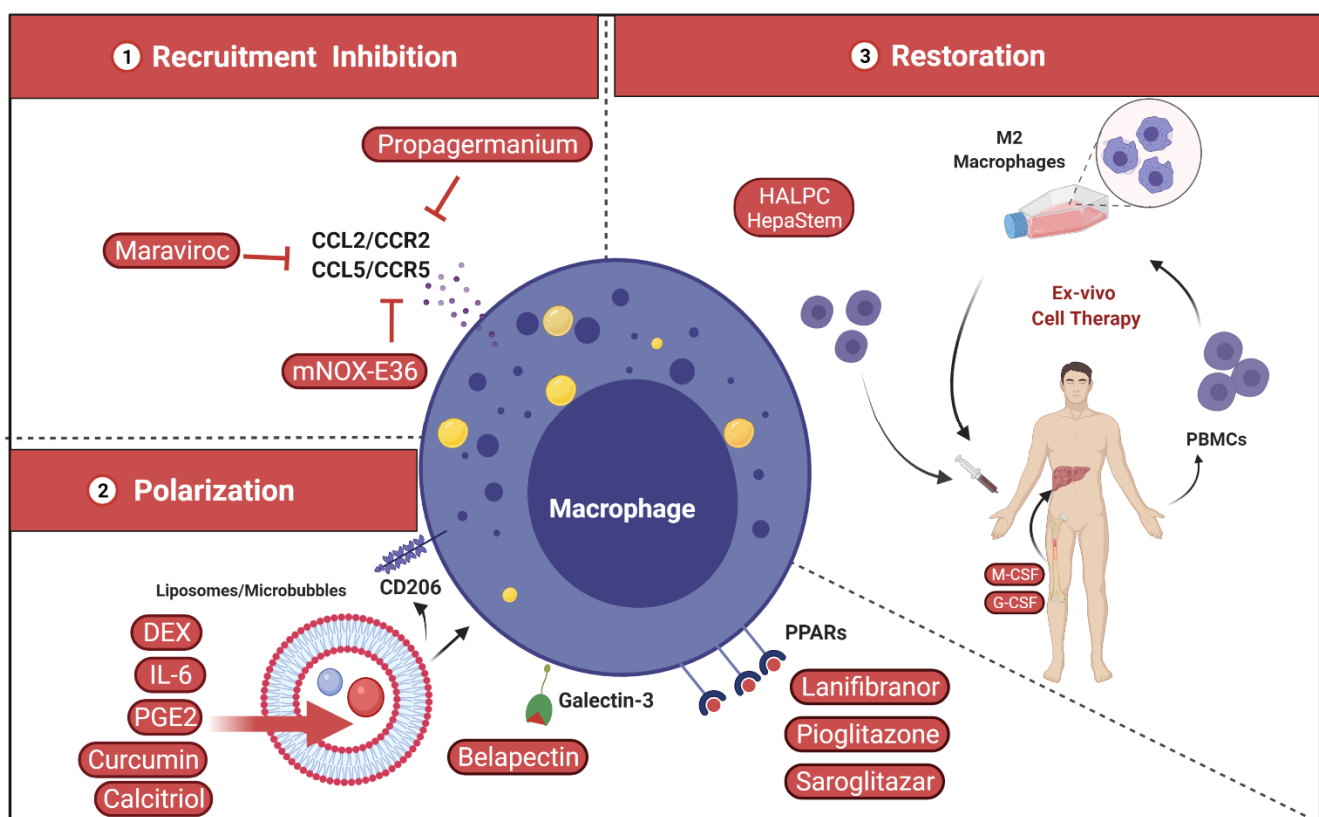 1 Recruitment Inhibition
Propagermanium
Maraviroc
CCL2/CCR2
CCL5/CCR5
mNOX-E36
2 Polarization
Liposomes/Microbubbles
CD206
DEX
IL-6
PGE2
Curcumin
Calcitriol
Macrophage
Galectin-3
Belapectin
PPARs
Lanifibranor
Pioglitazone
Saroglitazar
3 Restoration
M2
Macrophages
HALPC
HepaStem
Ex-vivo
Cell Therapy
PBMCs
M-CSF
G-CSF